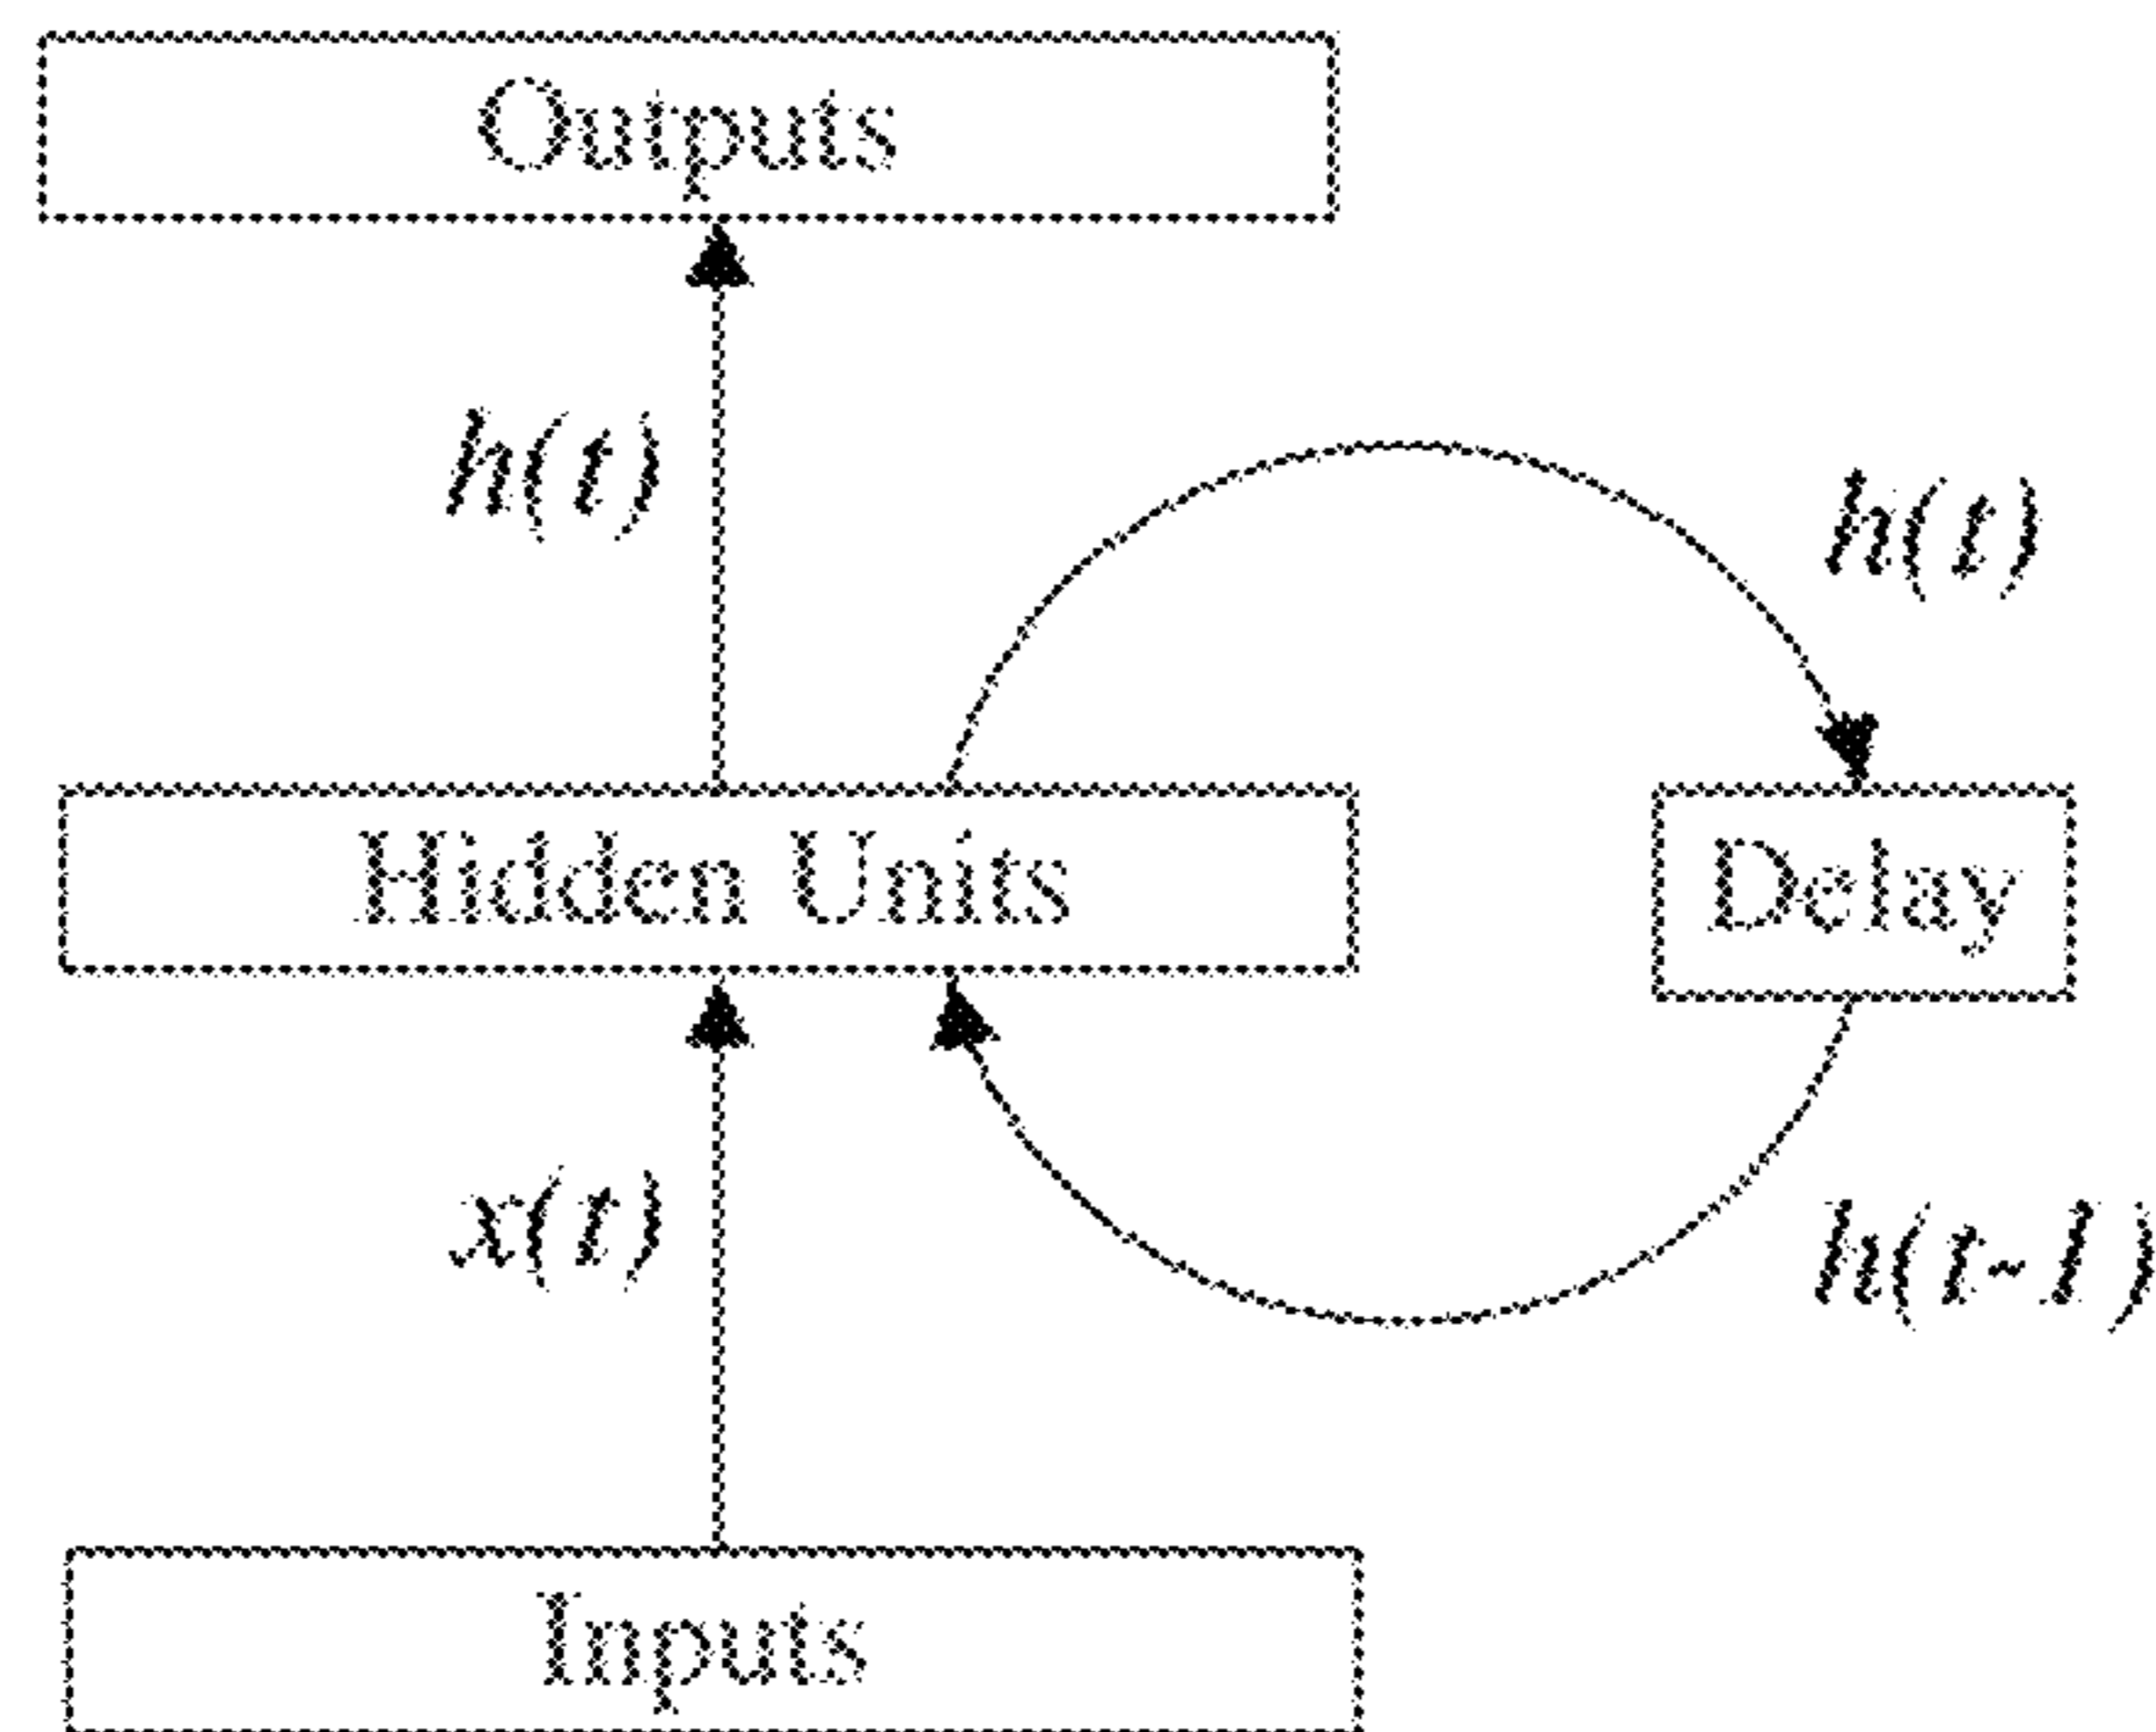 Outputs
h(t)
h(t)
Hidden Units
Delay
x(t)
h(t-1)
Inputs